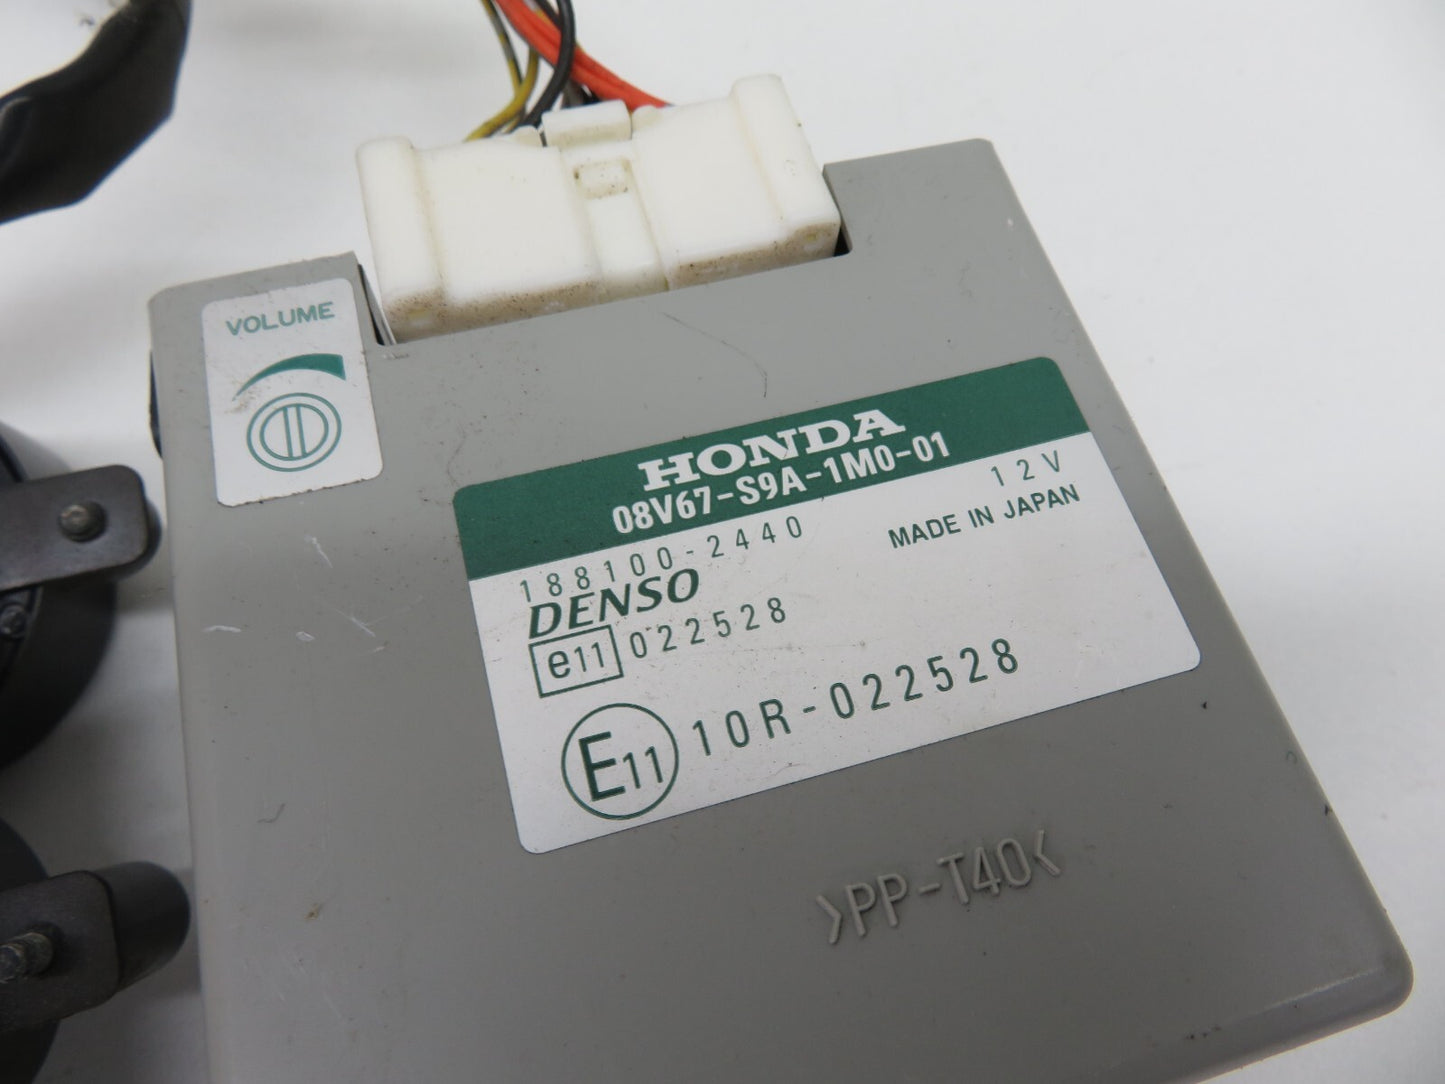 VOLUME
HONDA
08V67-S9A-1M0-01
188100-2440
12V
DENSO
MADE IN JAPAN
e11 022528
E11 10R-022528
>PP-T40<